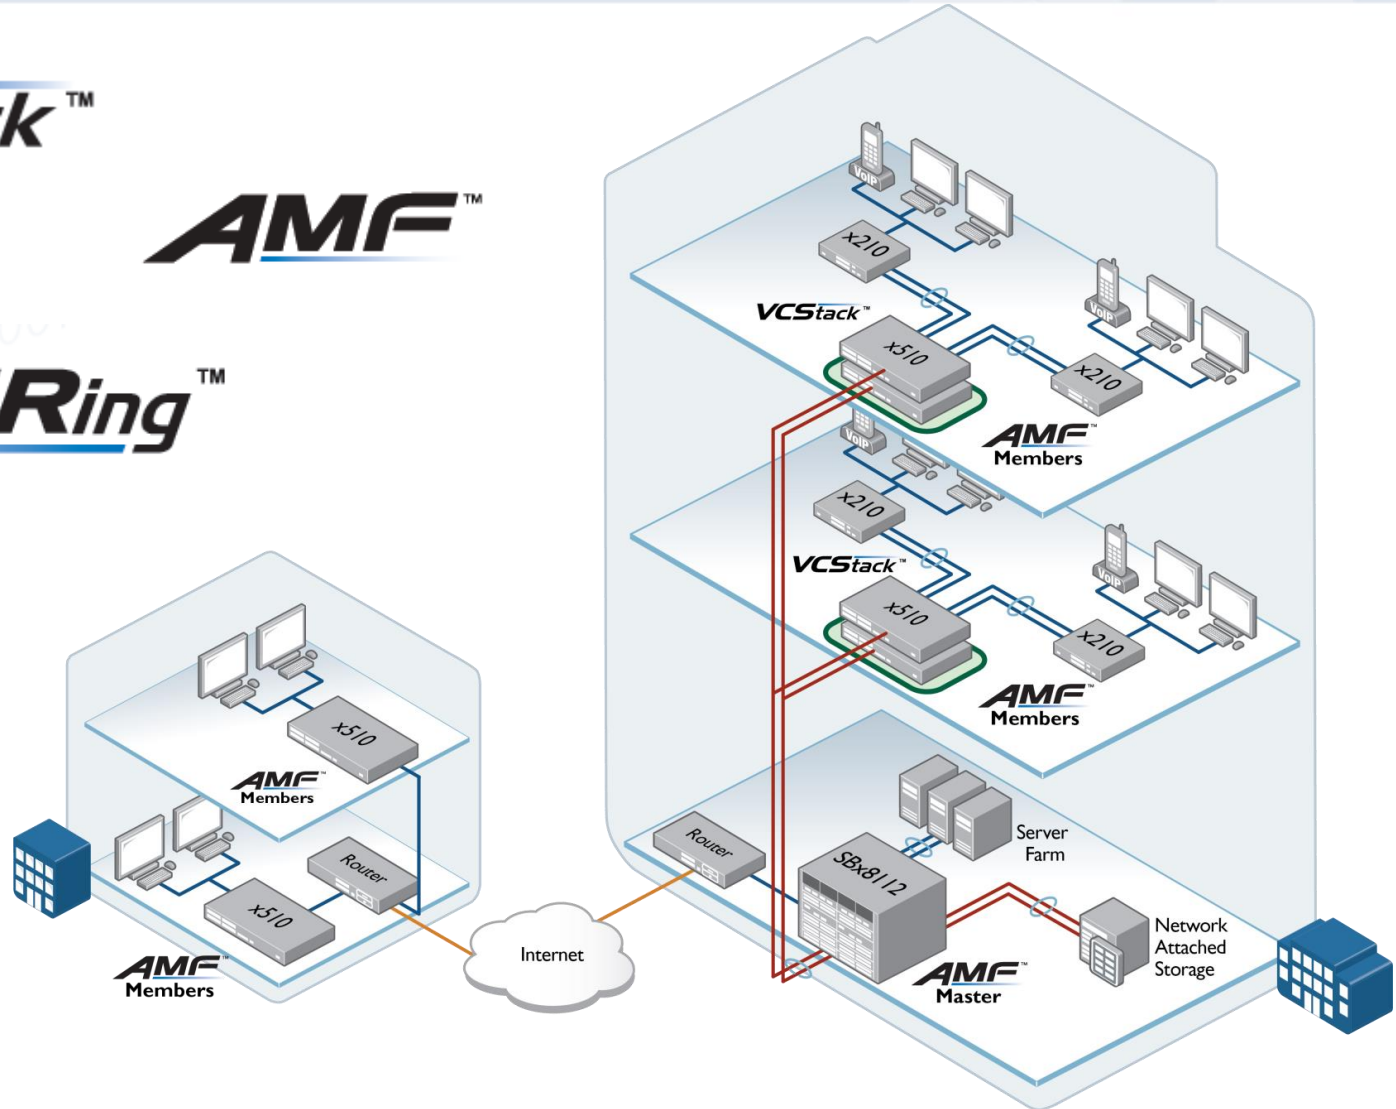 AMF™
Ring™
VoIP
x210
VoIP
VCStack™
x510
x210
AMF™
Members
VoIP
x210
VCStack™
VoIP
x510
x210
AMF™
Members
x510
AMF™
Members
Router
x510
AMF™
Members
Internet
Router
SBx8112
Server
Farm
Network
Attached
Storage
AMF™
Master